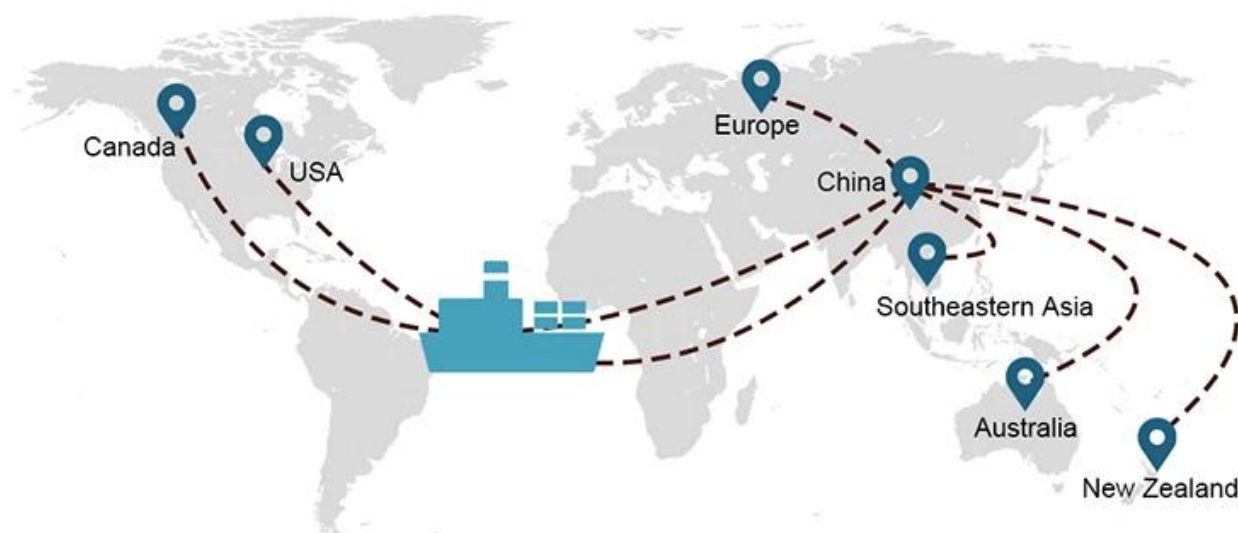 Canada
USA
Europe
China
Southeastern Asia
Australia
New Zealand